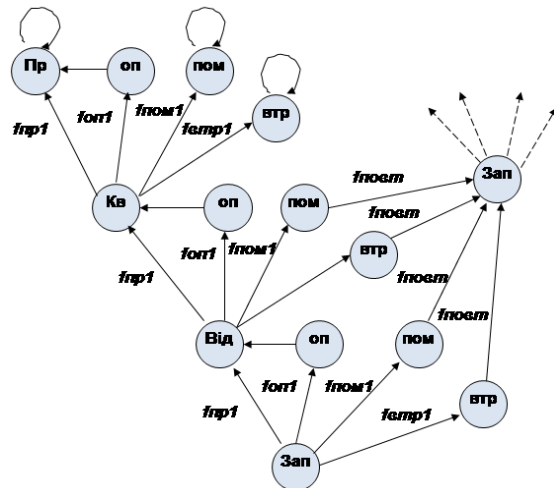 Пр
оп
пом
fпр1
fоп1
fпом1
fвтр1
втр
Зап
Кв
оп
пом
fповт
fповт
fпр1
fоп1
fпом1
втр
fповт
fповт
Від
оп
пом
fпр1
fоп1
fпом1
fвтр1
втр
Зап